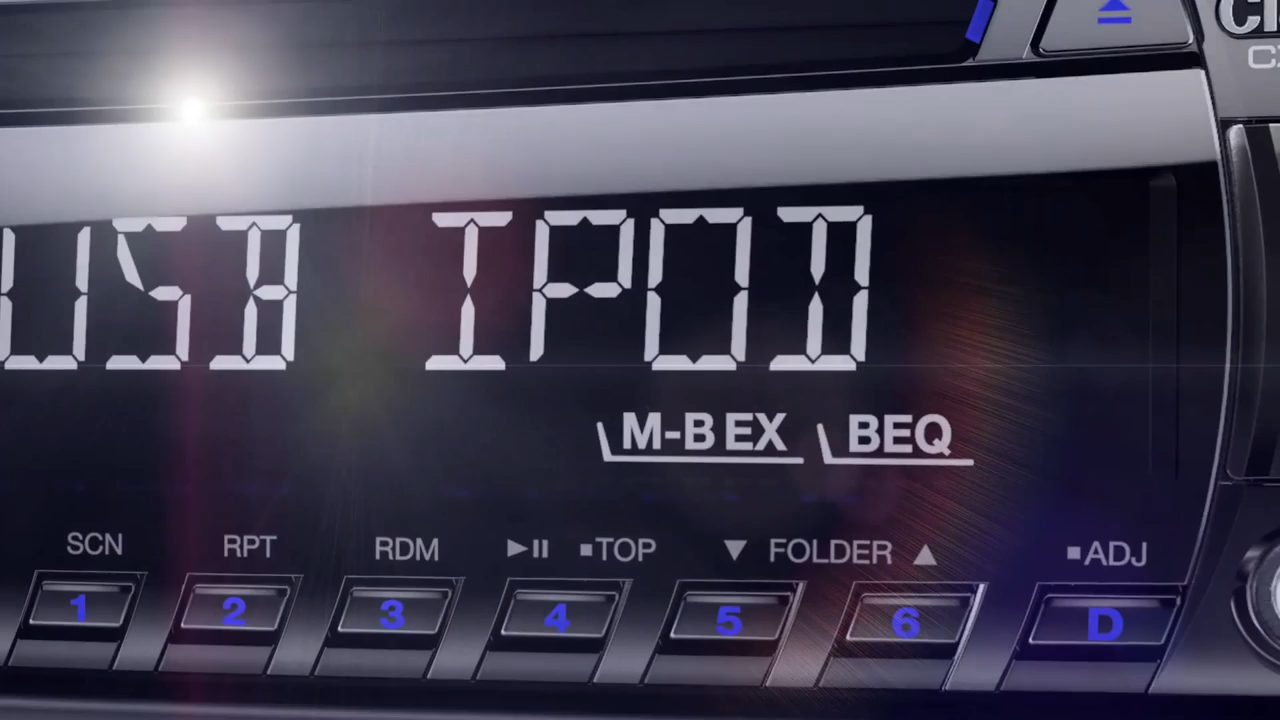 USB IPOD
M-B EX BEQ
SCN RPT RDM ▶II ■TOP ▼ FOLDER ▲ ■ADJ
1 2 3 4 5 6 D